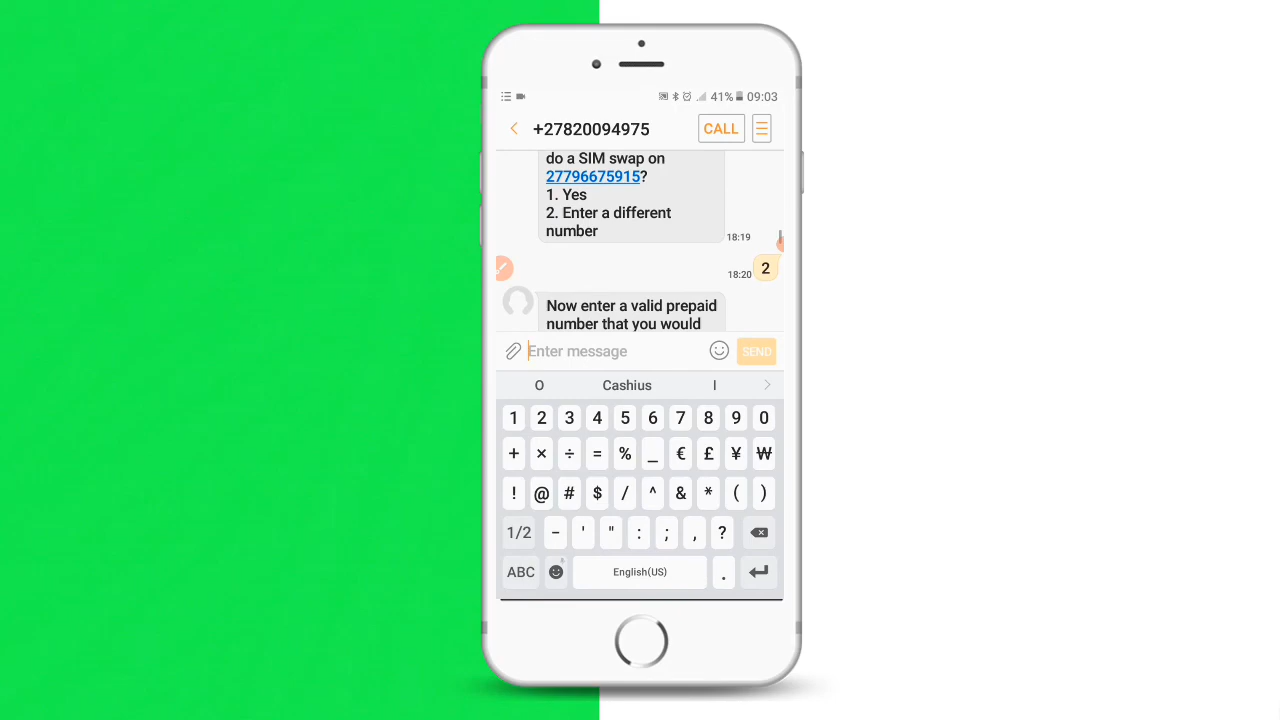 41% 09:03
+27820094975 CALL
do a SIM swap on
27796675915?
1. Yes
2. Enter a different
number
18:19
18:20 2
Now enter a valid prepaid
number that you would
Enter message SEND
O Cashius I
1 2 3 4 5 6 7 8 9 0
+ × ÷ = % _ € £ ¥ ₩
! @ # $ / ^ & * ( )
1/2 - ' " : ; , ?
ABC English(US) .